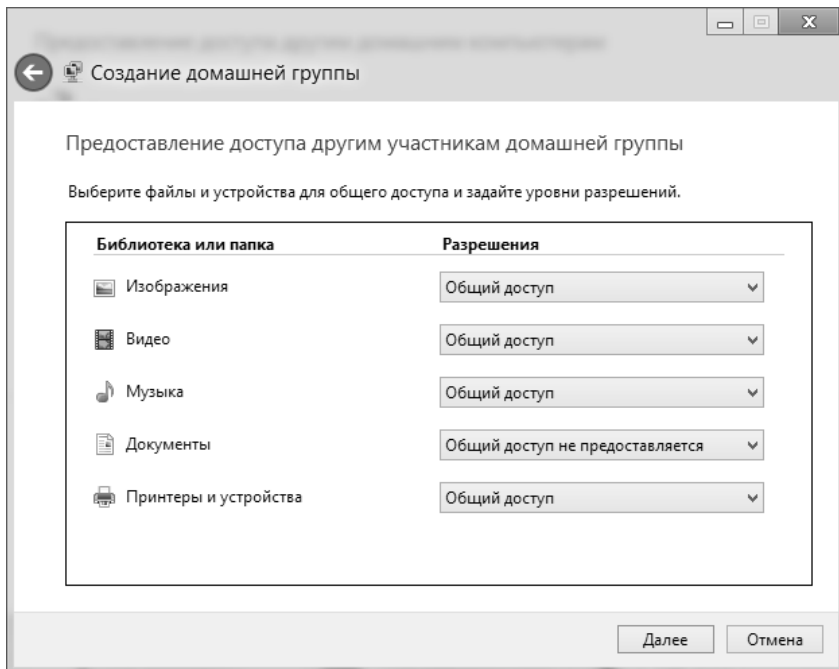 Создание домашней группы
Предоставление доступа другим участникам домашней группы
Выберите файлы и устройства для общего доступа и задайте уровни разрешений.
Библиотека или папка Разрешения
Изображения Общий доступ
Видео Общий доступ
Музыка Общий доступ
Документы Общий доступ не предоставляется
Принтеры и устройства Общий доступ
Далее Отмена